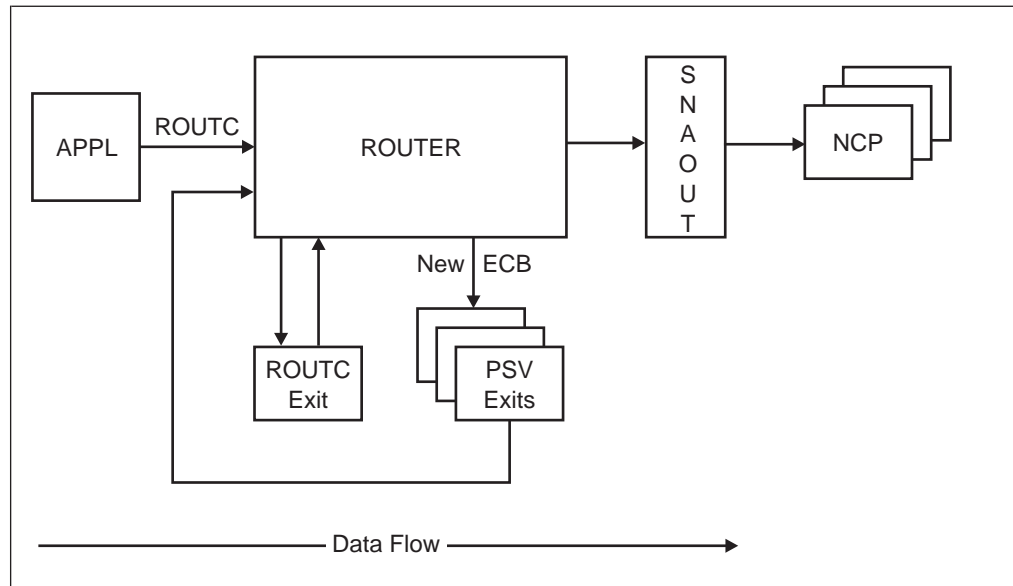 APPL
ROUTC
ROUTER
S
N
A
O
U
T
NCP
New ECB
ROUTC
Exit
PSV
Exits
Data Flow